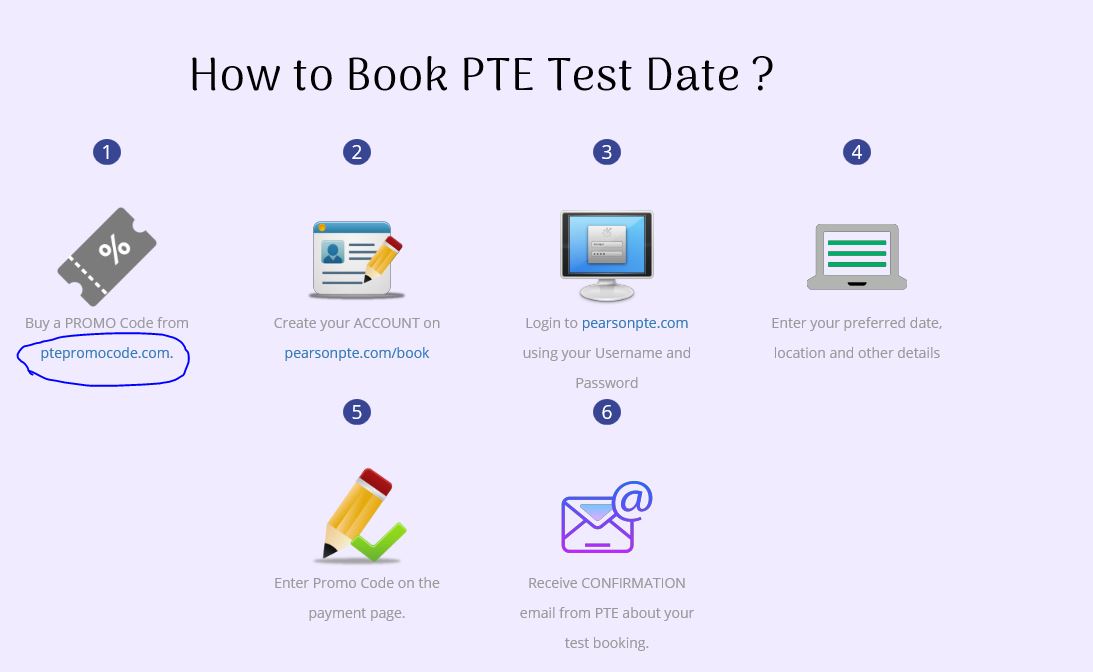 How to Book PTE Test Date ?
1
Buy a PROMO Code from
ptepromocode.com.
2
Create your ACCOUNT on
pearsonpte.com/book
3
Login to pearsonpte.com
using your Username and
Password
4
Enter your preferred date,
location and other details
5
Enter Promo Code on the
payment page.
6
Receive CONFIRMATION
email from PTE about your
test booking.
%
@